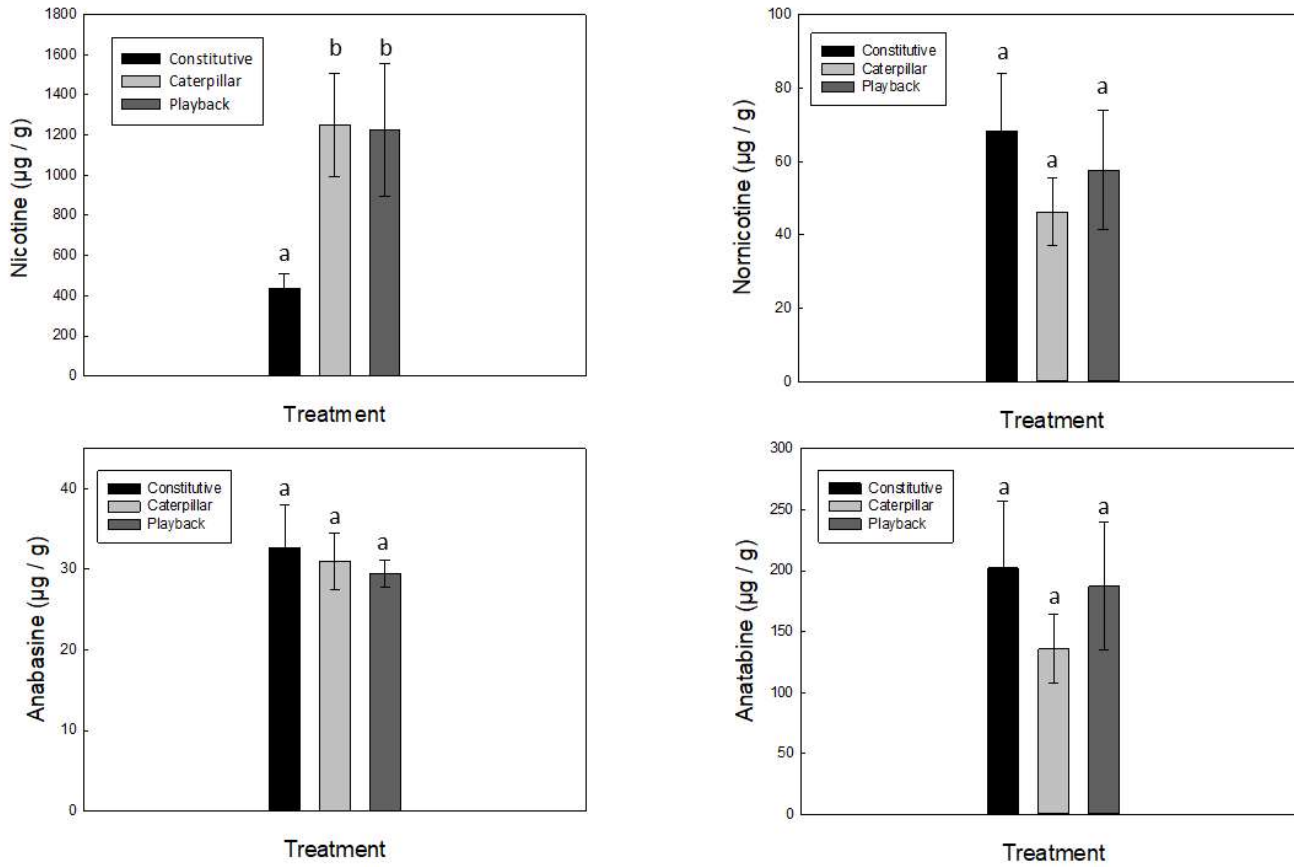 1800
1600
1400
1200
1000
800
600
400
200
0
Nicotine (µg / g)
Constitutive
Caterpillar
Playback
a
b
b
Treatment
100
80
60
40
20
0
Nornicotine (µg / g)
Constitutive
Caterpillar
Playback
a
a
a
Treatment
40
30
20
10
0
Anabasine (µg / g)
Constitutive
Caterpillar
Playback
a
a
a
Treatment
300
250
200
150
100
50
0
Anatabine (µg / g)
Constitutive
Caterpillar
Playback
a
a
a
Treatment